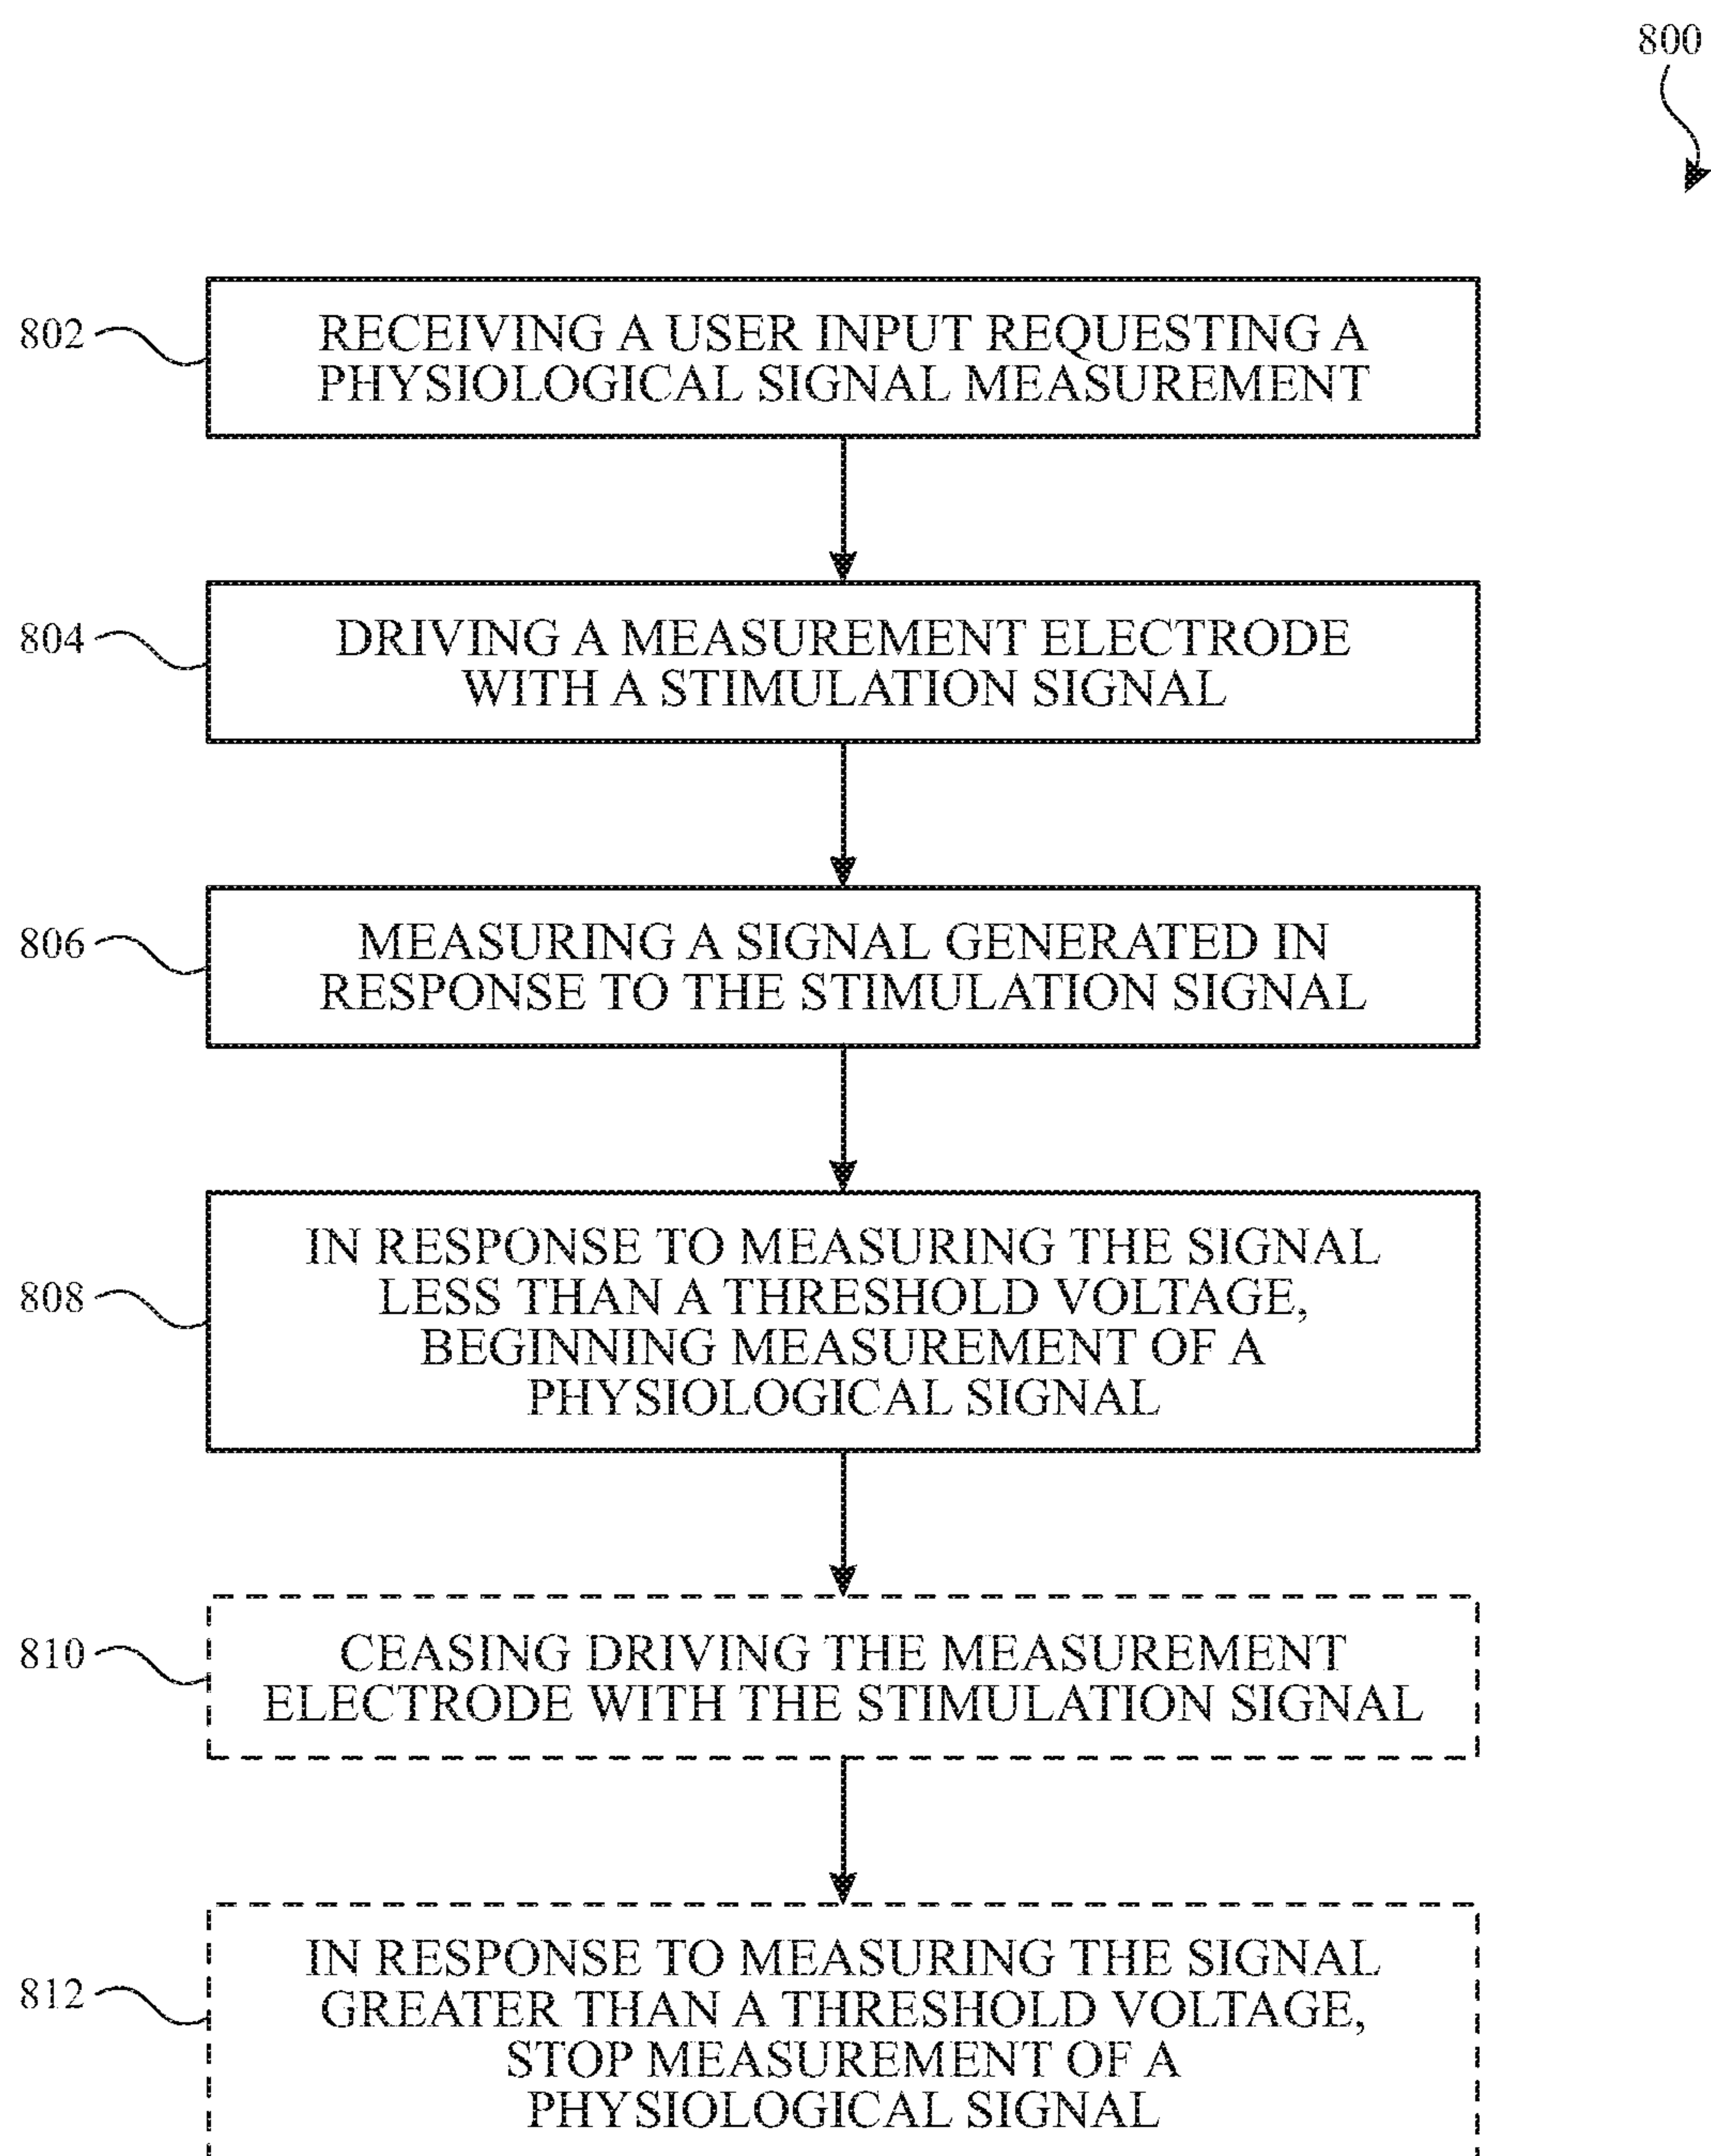 800
802
RECEIVING A USER INPUT REQUESTING A
PHYSIOLOGICAL SIGNAL MEASUREMENT
804
DRIVING A MEASUREMENT ELECTRODE
WITH A STIMULATION SIGNAL
806
MEASURING A SIGNAL GENERATED IN
RESPONSE TO THE STIMULATION SIGNAL
808
IN RESPONSE TO MEASURING THE SIGNAL
LESS THAN A THRESHOLD VOLTAGE,
BEGINNING MEASUREMENT OF A
PHYSIOLOGICAL SIGNAL
810
CEASING DRIVING THE MEASUREMENT
ELECTRODE WITH THE STIMULATION SIGNAL
812
IN RESPONSE TO MEASURING THE SIGNAL
GREATER THAN A THRESHOLD VOLTAGE,
STOP MEASUREMENT OF A
PHYSIOLOGICAL SIGNAL